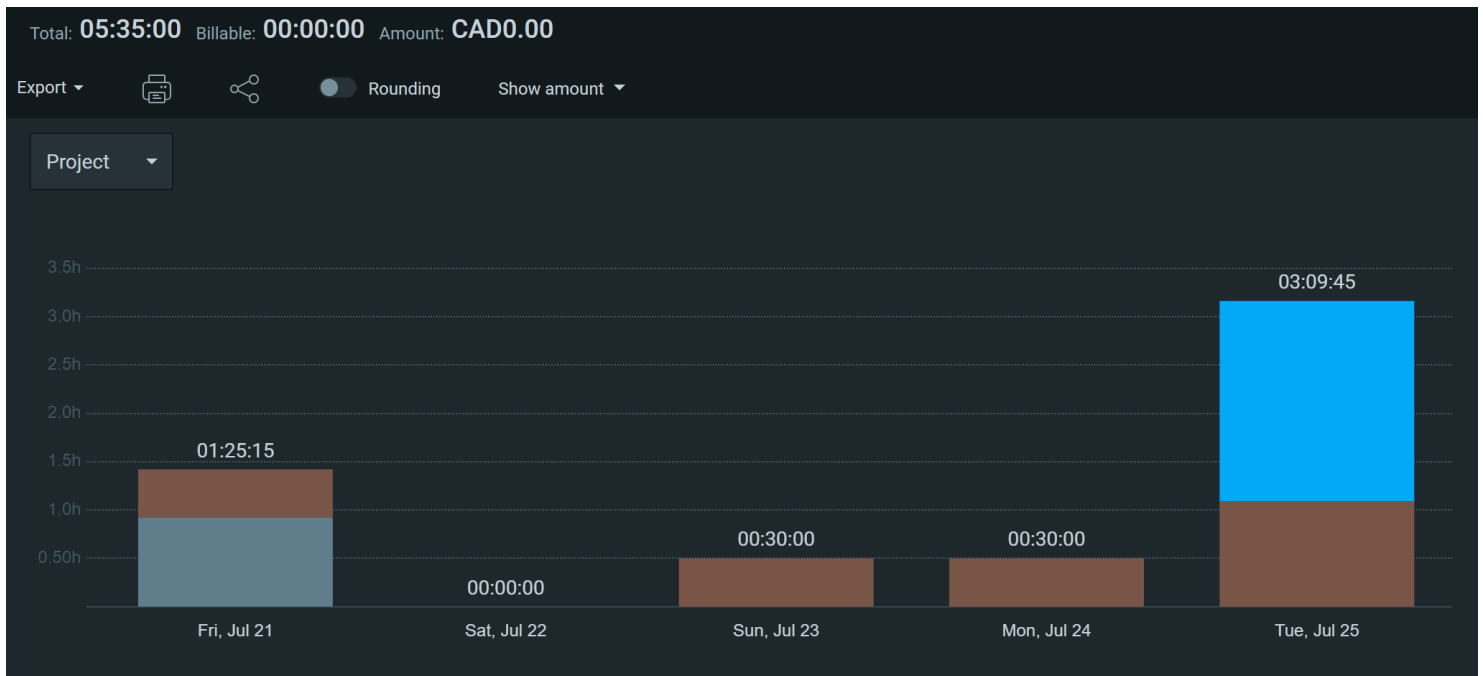 Total: 05:35:00 Billable: 00:00:00 Amount: CAD0.00
Export Rounding Show amount
Project
3.5h
03:09:45
3.0h
2.5h
2.0h
01:25:15
1.5h
1.0h
00:30:00 00:30:00
0.50h
00:00:00
Fri, Jul 21 Sat, Jul 22 Sun, Jul 23 Mon, Jul 24 Tue, Jul 25